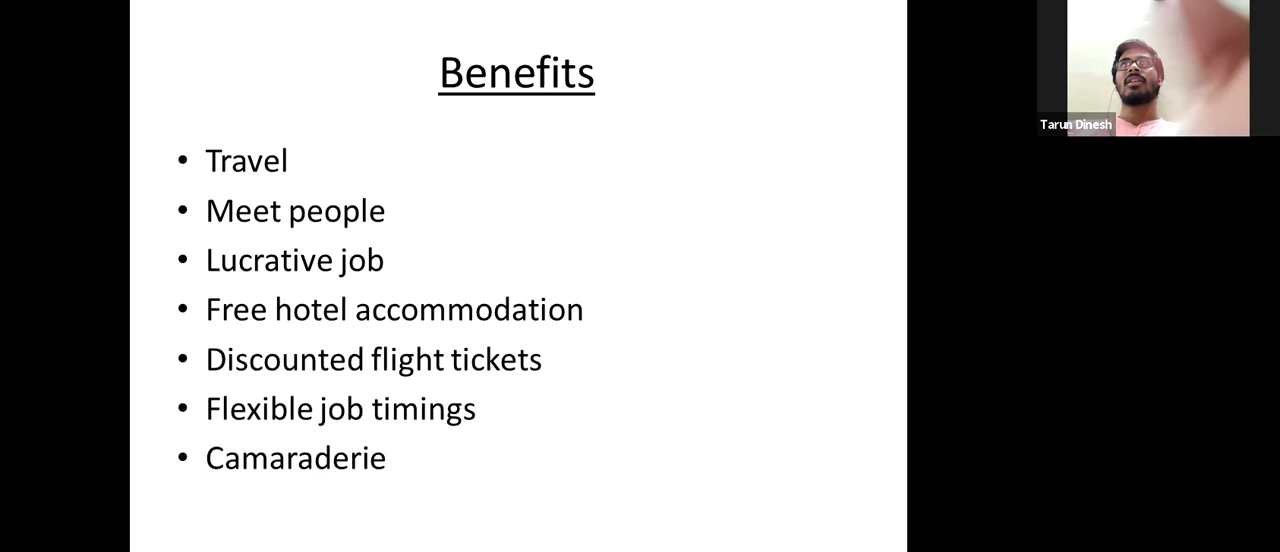 Benefits
Travel
Meet people
Lucrative job
Free hotel accommodation
Discounted flight tickets
Flexible job timings
Camaraderie
Tarun Dinesh